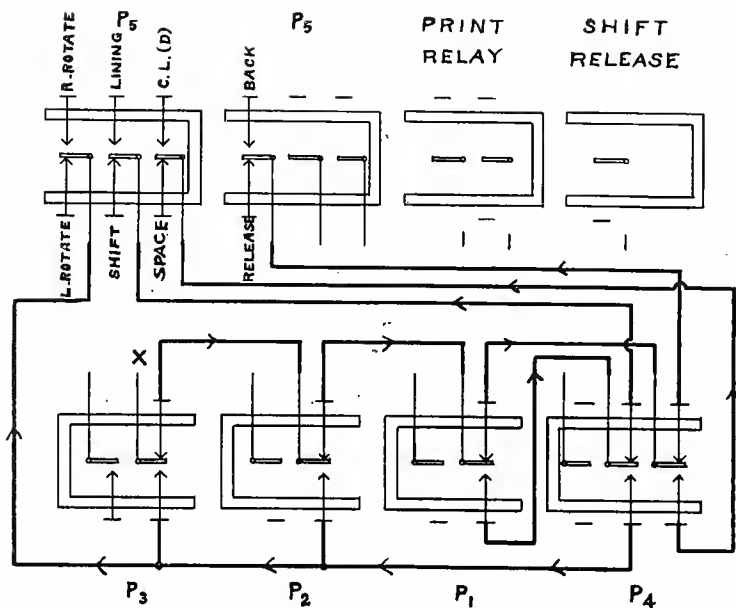 P5
P5
PRINT
RELAY
SHIFT
RELEASE
R.-ROTATE
LINING
C.L.(D)
BACK
L.ROTATE
SHIFT
SPACE
RELEASE
X
P3
P2
P1
P4